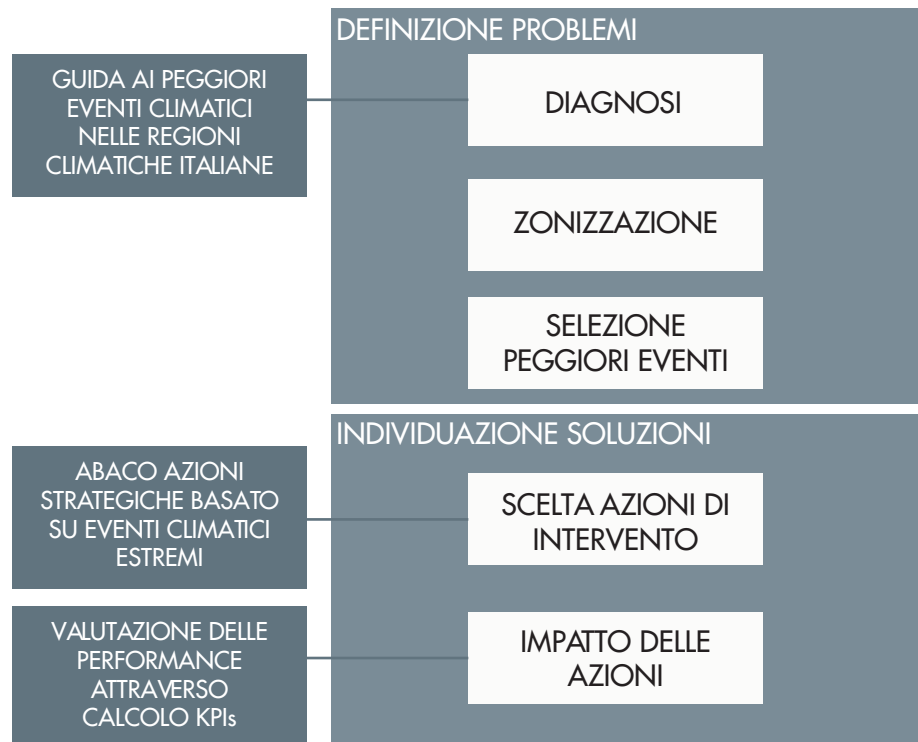 DEFINIZIONE PROBLEMI
GUIDA AI PEGGIORI
EVENTI CLIMATICI
NELLE REGIONI
CLIMATICHE ITALIANE
DIAGNOSI
ZONIZZAZIONE
SELEZIONE
PEGGIORI EVENTI
INDIVIDUAZIONE SOLUZIONI
ABACO AZIONI
STRATEGICHE BASATO
SU EVENTI CLIMATICI
ESTREMI
SCELTA AZIONI DI
INTERVENTO
VALUTAZIONE DELLE
PERFORMANCE
ATTRAVERSO
CALCOLO KPIs
IMPATTO DELLE
AZIONI